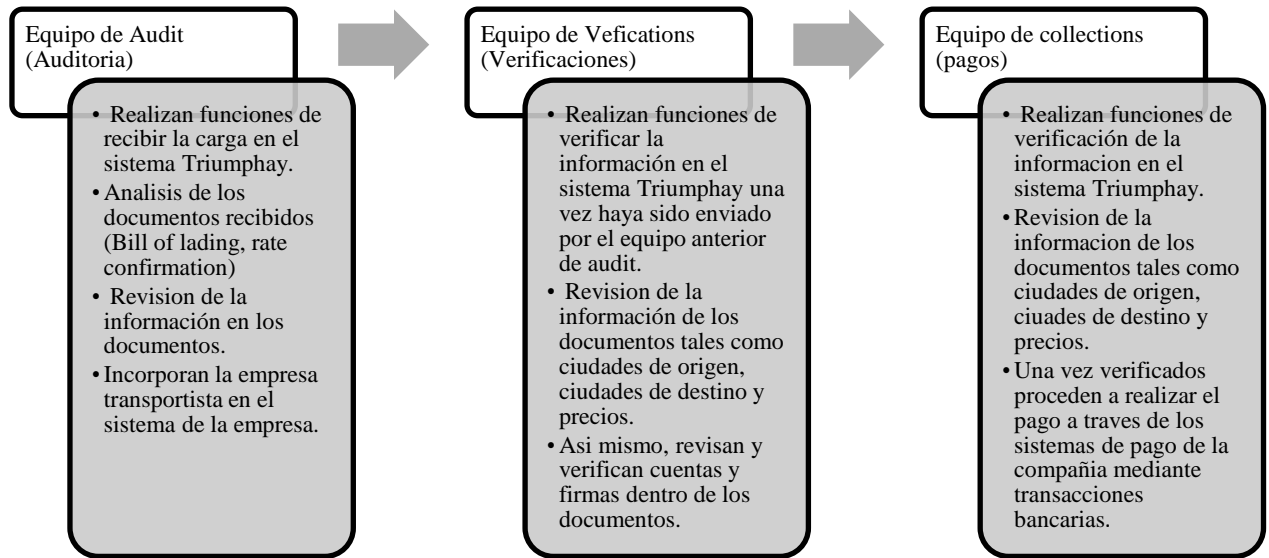 Equipo de Audit
(Auditoria)
• Realizan funciones de
recibir la carga en el
sistema Triumphay.
• Analisis de los
documentos recibidos
(Bill of lading, rate
confirmation)
• Revision de la
información en los
documentos.
• Incorporan la empresa
transportista en el
sistema de la empresa.
Equipo de Vefications
(Verificaciones)
• Realizan funciones de
verificar la
información en el
sistema Triumphay una
vez haya sido enviado
por el equipo anterior
de audit.
• Revision de la
información de los
documentos tales como
ciudades de origen,
ciudades de destino y
precios.
• Asi mismo, revisan y
verifican cuentas y
firmas dentro de los
documentos.
Equipo de collections
(pagos)
• Realizan funciones de
verificación de la
informacion en el
sistema Triumphay.
• Revision de la
informacion de los
documentos tales como
ciudades de origen,
ciuades de destino y
precios.
• Una vez verificados
proceden a realizar el
pago a traves de los
sistemas de pago de la
compañia mediante
transacciones
bancarias.